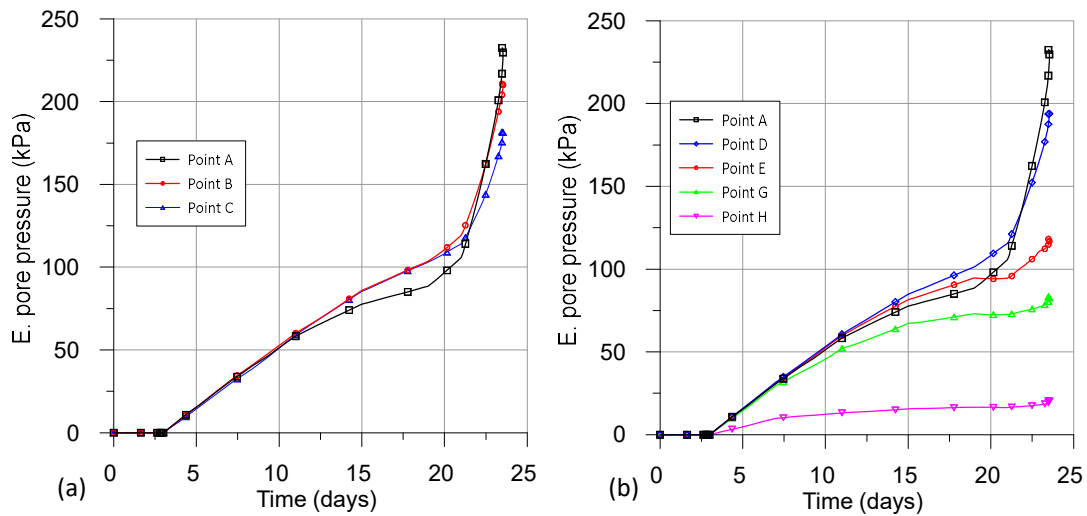 250
200
150
100
50
0
E. pore pressure (kPa)
Point A
Point B
Point C
0 5 10 15 20 25
(a) Time (days)
250
200
150
100
50
0
E. pore pressure (kPa)
Point A
Point D
Point E
Point G
Point H
0 5 10 15 20 25
(b) Time (days)